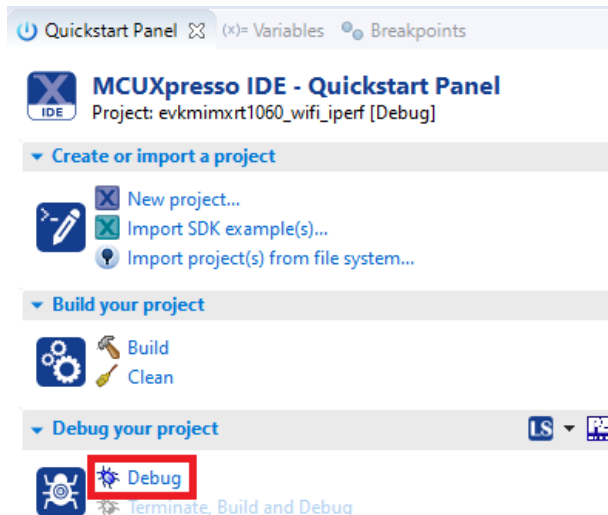 Quickstart Panel (x)= Variables Breakpoints
MCUXpresso IDE - Quickstart Panel
IDE
Project: evkmimxrt1060_wifi_iperf [Debug]
Create or import a project
New project...
Import SDK example(s)...
Import project(s) from file system...
Build your project
Build
Clean
Debug your project LS
Debug
Terminate, Build and Debug